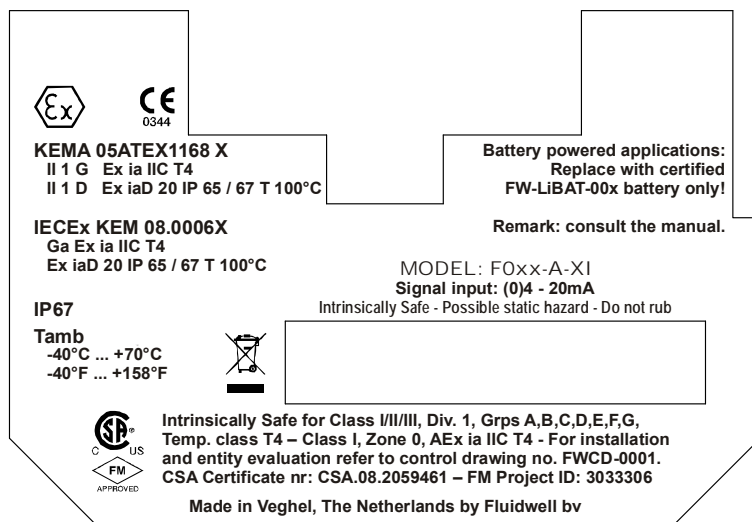 Ex
CE
0344
KEMA 05ATEX1168 X
II 1 G Ex ia IIC T4
II 1 D Ex iaD 20 IP 65 / 67 T 100°C
Battery powered applications:
Replace with certified
FW-LiBAT-00x battery only!
IECEx KEM 08.0006X
Ga Ex ia IIC T4
Ex iaD 20 IP 65 / 67 T 100°C
Remark: consult the manual.
MODEL: F0xx-A-XI
Signal input: (0)4 - 20mA
Intrinsically Safe - Possible static hazard - Do not rub
IP67
Tamb
-40°C ... +70°C
-40°F ... +158°F
CSA ®
C US
FM
APPROVED
Intrinsically Safe for Class I/II/III, Div. 1, Grps A,B,C,D,E,F,G,
Temp. class T4 – Class I, Zone 0, AEx ia IIC T4 - For installation
and entity evaluation refer to control drawing no. FWCD-0001.
CSA Certificate nr: CSA.08.2059461 – FM Project ID: 3033306
Made in Veghel, The Netherlands by Fluidwell bv